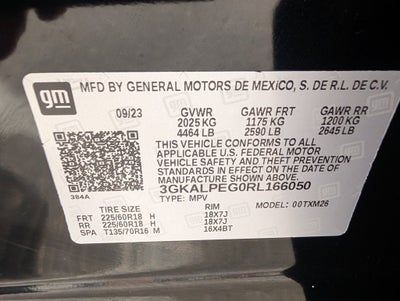 gm
MFD BY GENERAL MOTORS DE MEXICO, S. DE R.L. DE C.V.
09/23 GVWR GAWR FRT GAWR RR
2025 KG 1175 KG 1200 KG
4464 LB 2590 LB 2645 LB
THIS VEHICLE CONFORMS TO ALL
APPLICABLE U.S. FEDERAL MOTOR
VEHICLE SAFETY AND THEFT PREVENTION
STANDARDS IN EFFECT ON THE DATE OF
MANUFACTURE SHOWN ABOVE.
384A 3GKALPEG0RL166050
TYPE: MPV MODEL: 00TXM26
TIRE SIZE RIM
FRT 225/60R18 H 18X7J
RR 225/60R18 H 18X7J
SPA T135/70R16 M 16X4BT